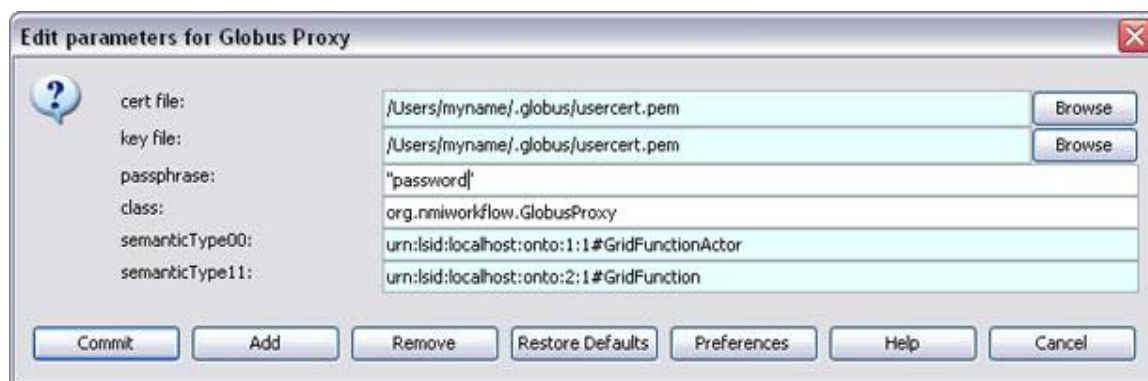 Edit parameters for Globus Proxy
?
cert file: /Users/myname/.globus/usercert.pem Browse
key file: /Users/myname/.globus/usercert.pem Browse
passphrase: "password"
class: org.nmiworkflow.GlobusProxy
semanticType00: urn:lsid:localhost:onto:1:1#GridFunctionActor
semanticType11: urn:lsid:localhost:onto:2:1#GridFunction
Commit Add Remove Restore Defaults Preferences Help Cancel